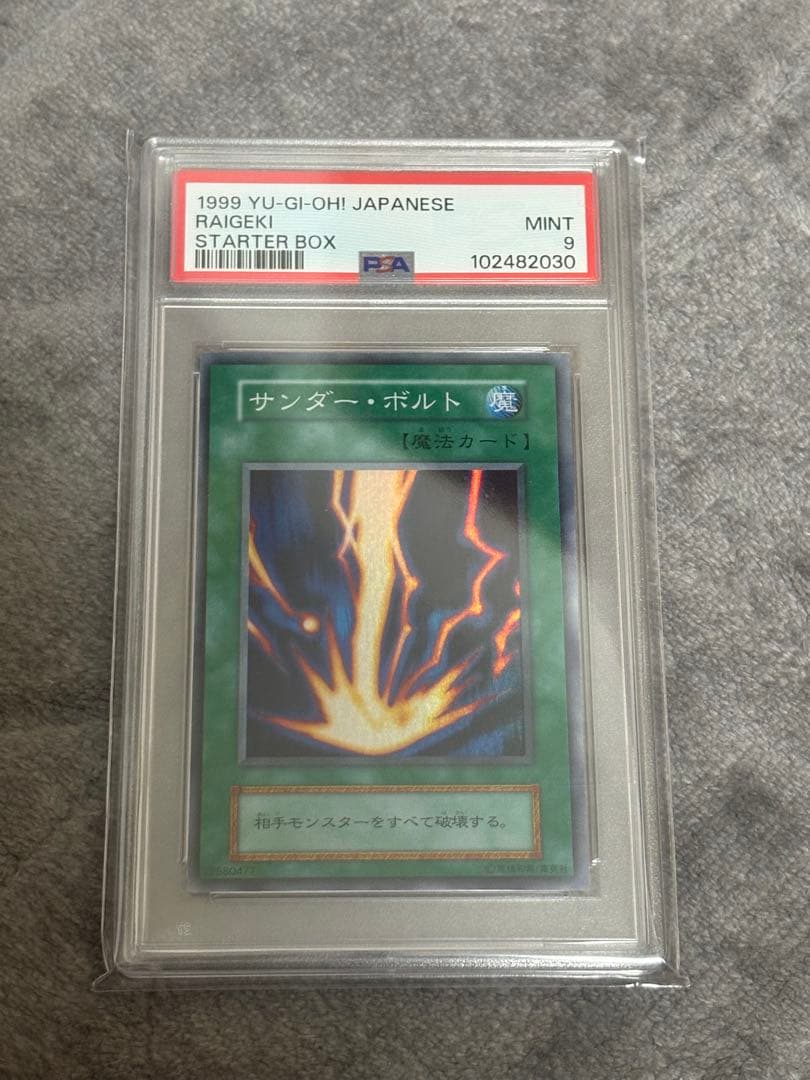 1999 YU-GI-OH! JAPANESE
RAIGEKI MINT
STARTER BOX 9
PSA 102482030
サンダー・ボルト 魔
【魔法カード】
相手モンスターをすべて破壊する。